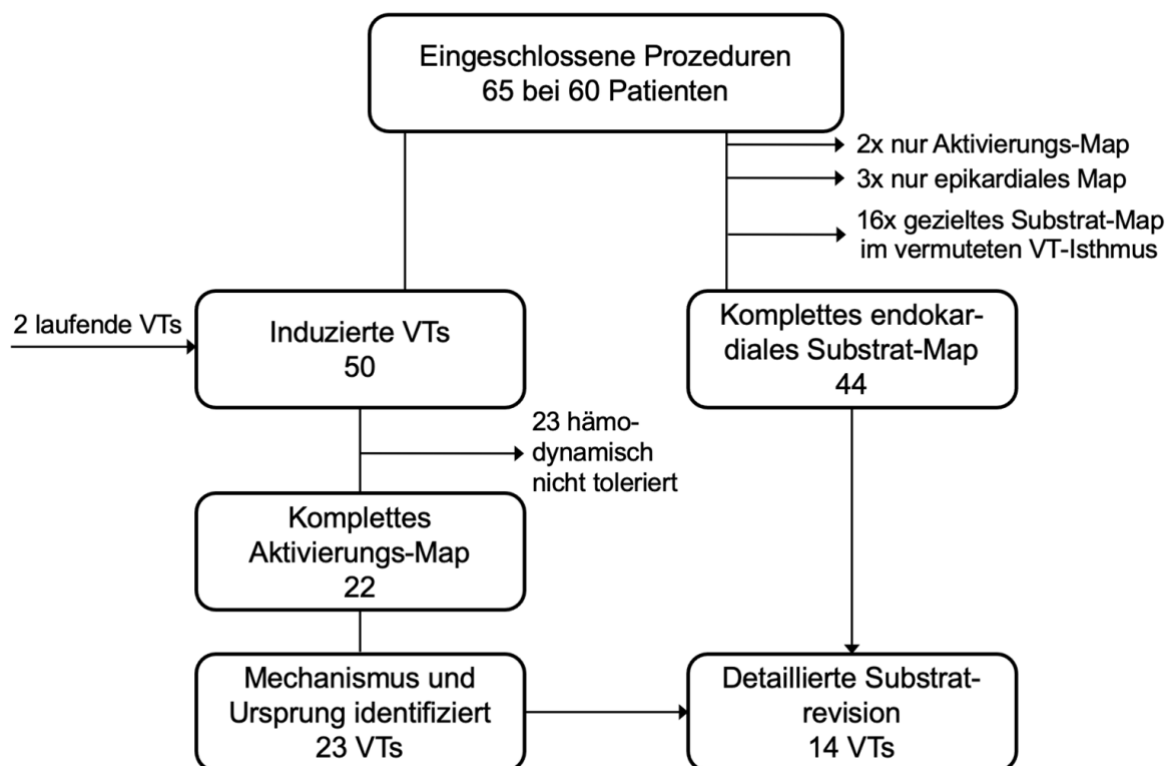 Eingeschlossene Prozeduren
65 bei 60 Patienten
2x nur Aktivierungs-Map
3x nur epikardiales Map
16x gezieltes Substrat-Map
im vermuteten VT-Isthmus
2 laufende VTs
Induzierte VTs
50
Komplettes endokar-
diales Substrat-Map
44
23 hämo-
dynamisch
nicht toleriert
Komplettes
Aktivierungs-Map
22
Mechanismus und
Ursprung identifiziert
23 VTs
Detaillierte Substrat-
revision
14 VTs